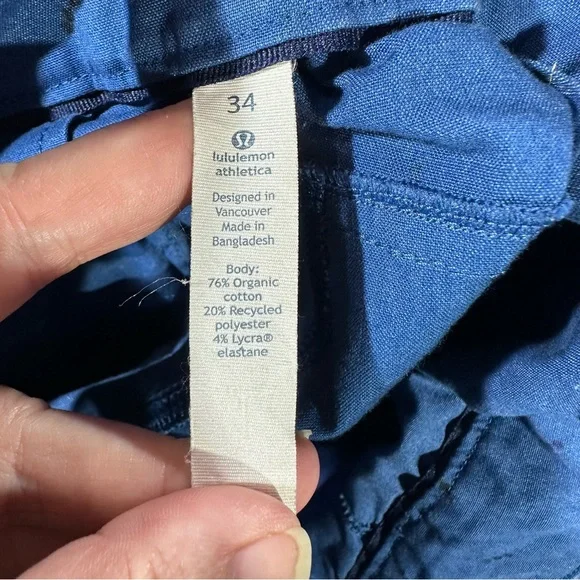 34
lululemon
athletica
Designed in
Vancouver
Made in
Bangladesh
Body:
76% Organic
cotton
20% Recycled
polyester
4% Lycra®
elastane